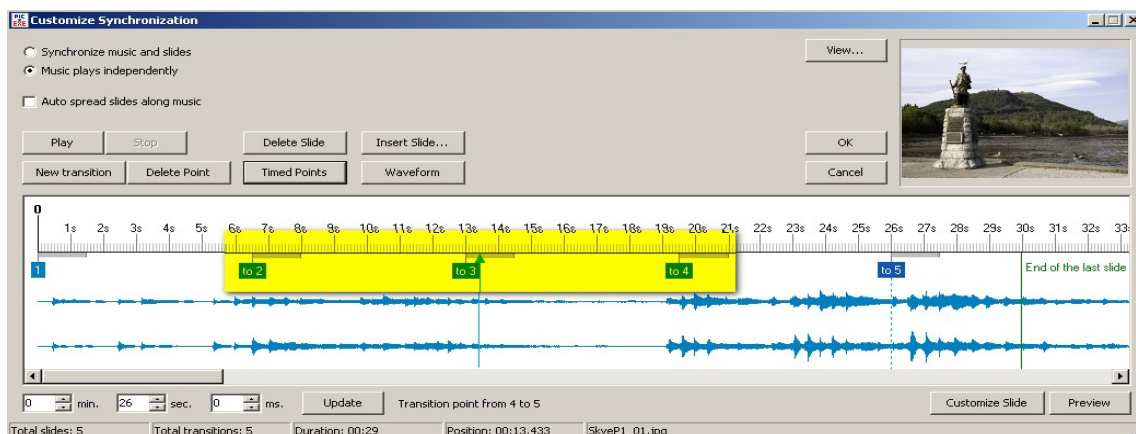 PIC
EXE
Customize Synchronization
Synchronize music and slides
Music plays independently
Auto spread slides along music
View...
Play Stop Delete Slide Insert Slide... OK
New transition Delete Point Timed Points Waveform Cancel
0
1s 2s 3s 4s 5s 6s 7s 8s 9s 10s 11s 12s 13s 14s 15s 16s 17s 18s 19s 20s 21s 22s 23s 24s 25s 26s 27s 28s 29s 30s 31s 32s 33s
1 to 2 to 3 to 4 to 5 End of the last slide
0 min. 26 sec. 0 ms. Update Transition point from 4 to 5 Customize Slide Preview
Total slides: 5 Total transitions: 5 Duration: 00:29 Position: 00:13.433 SkyeP1_01.jpg